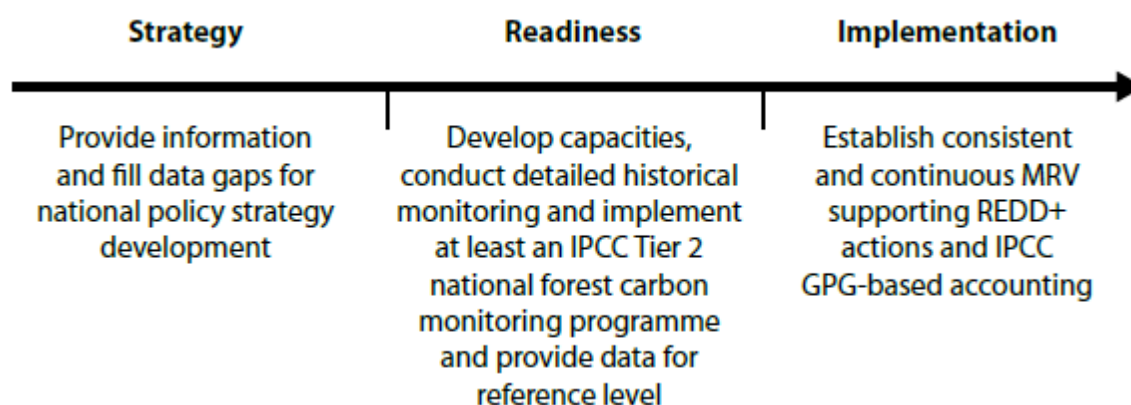 Strategy
Readiness
Implementation
Provide information
and fill data gaps for
national policy strategy
development
Develop capacities,
conduct detailed historical
monitoring and implement
at least an IPCC Tier 2
national forest carbon
monitoring programme
and provide data for
reference level
Establish consistent
and continuous MRV
supporting REDD+
actions and IPCC
GPG-based accounting